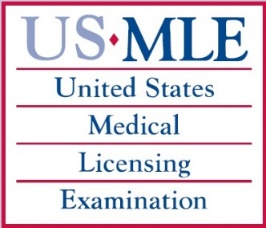 US♦MLE
United States
Medical
Licensing
Examination